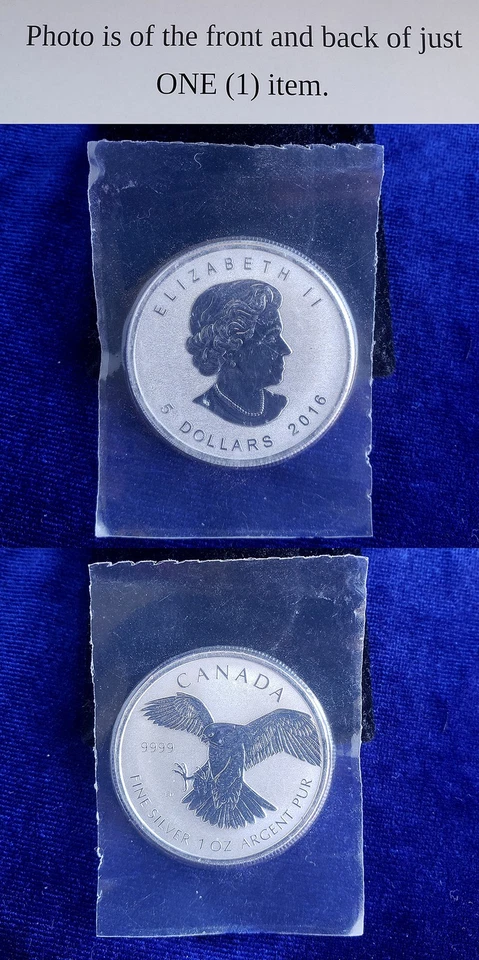 Photo is of the front and back of just
ONE (1) item.
ELIZABETH II
5 DOLLARS 2016
CANADA
9999
FINE SILVER 1 OZ ARGENT PUR